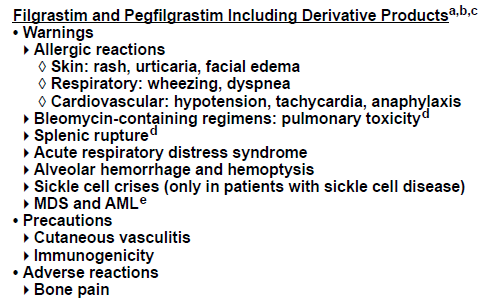 Filgrastim and Pegfilgrastim Including Derivative Products a,b,c
• Warnings
▸ Allergic reactions
◊ Skin: rash, urticaria, facial edema
◊ Respiratory: wheezing, dyspnea
◊ Cardiovascular: hypotension, tachycardia, anaphylaxis
▸ Bleomycin-containing regimens: pulmonary toxicity d
▸ Splenic rupture d
▸ Acute respiratory distress syndrome
▸ Alveolar hemorrhage and hemoptysis
▸ Sickle cell crises (only in patients with sickle cell disease)
▸ MDS and AML e
• Precautions
▸ Cutaneous vasculitis
▸ Immunogenicity
• Adverse reactions
▸ Bone pain